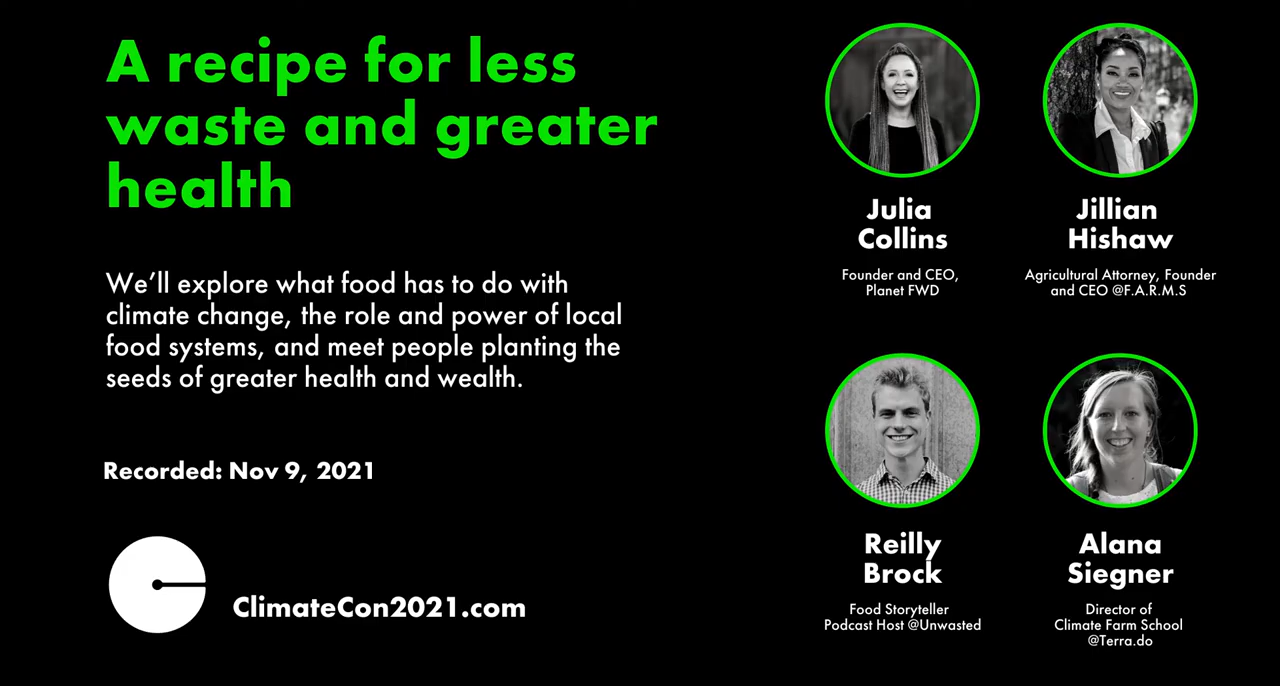 A recipe for less
waste and greater
health
We’ll explore what food has to do with
climate change, the role and power of local
food systems, and meet people planting the
seeds of greater health and wealth.
Recorded: Nov 9, 2021
ClimateCon2021.com
Julia
Collins
Founder and CEO,
Planet FWD
Jillian
Hishaw
Agricultural Attorney, Founder
and CEO @F.A.R.M.S
Reilly
Brock
Food Storyteller
Podcast Host @Unwasted
Alana
Siegner
Director of
Climate Farm School
@Terra.do